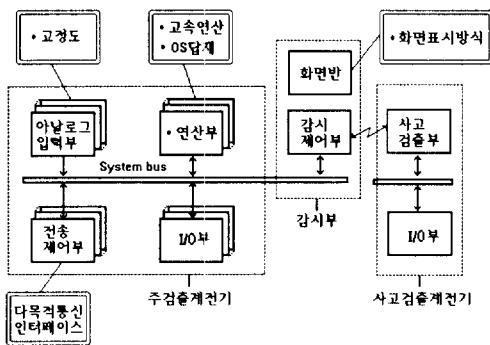 • 고정도
• 고속연산
• OS탑재
• 화면표시방식
화면반
아날로그
입력부
• 연산부
감시
제어부
사고
검출부
System bus
전송
제어부
I/O부
감시부
I/O부
다목적통신
인터페이스
주검출계전기
사고검출계전기